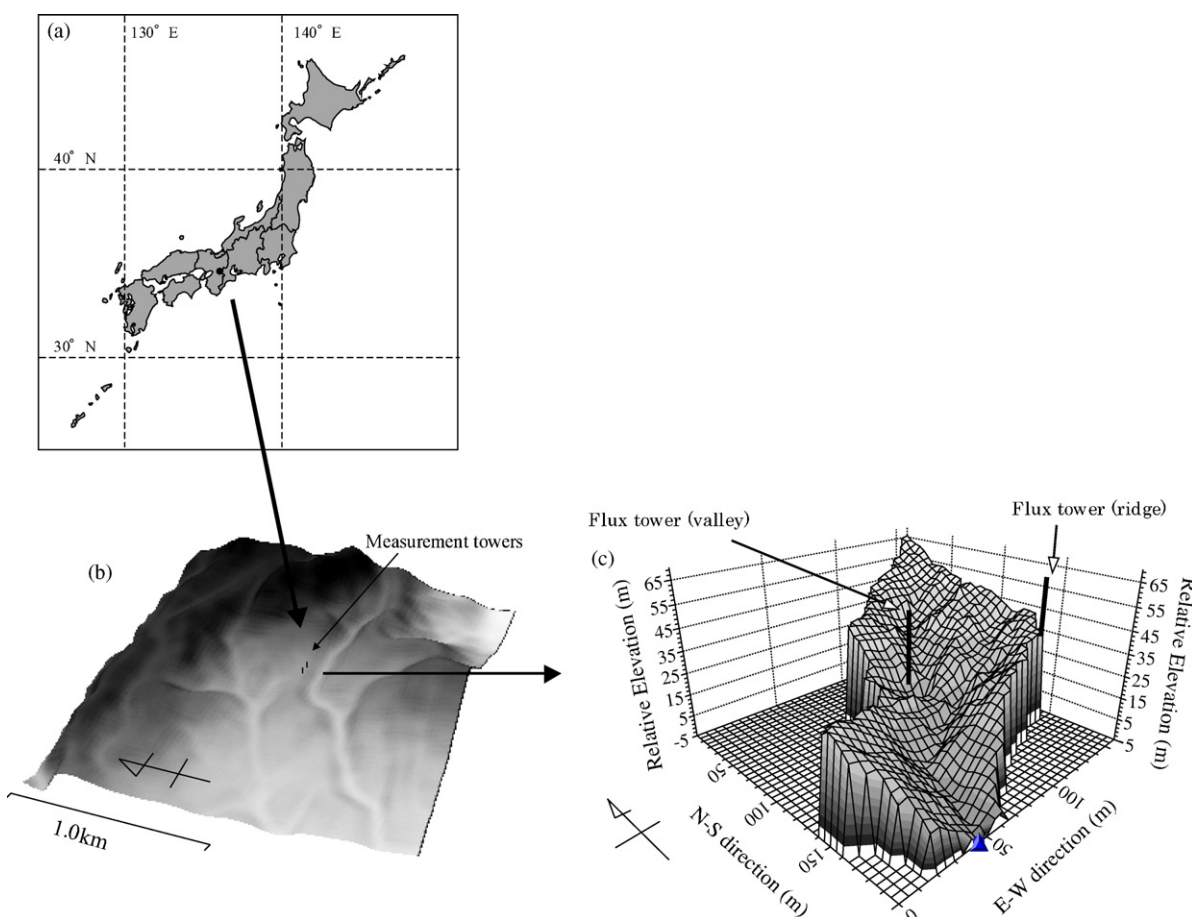 (a)
130° E
140° E
40° N
30° N
(b)
Measurement towers
1.0km
(c)
Flux tower (valley)
Flux tower (ridge)
Relative Elevation (m)
65
55
45
35
25
15
5
-5
Relative Elevation (m)
65
55
45
35
25
15
5
5
50
100
150
N-S direction (m)
0
50
100
E-W direction (m)